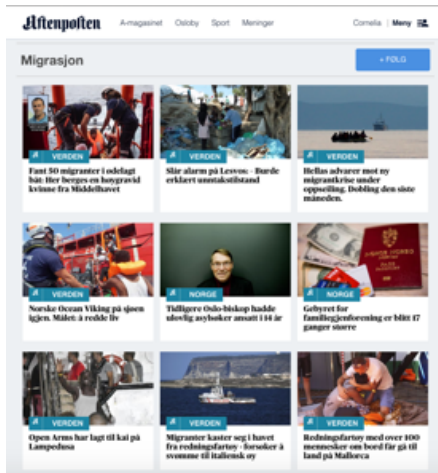 Aftenposten A-magasinet Osloby Sport Meninger Cornelia | Meny
Migrasjon
+ FØLG
VERDEN
Fant 50 migranter i ødelagt
båt: Her berges en høygravid
kvinne fra Middelhavet
VERDEN
Slår alarm på Lesvos: - Burde
erklært unntakstilstand
VERDEN
Hellas advarer mot ny
migrantkrise under
oppseiling. Dobling den siste
måneden.
VERDEN
Norske Ocean Viking på sjøen
igjen. Målet: å redde liv
NORGE
Tidligere Oslo-biskop hadde
ulovlig asylsøker ansatt i 14 år
NORGE
Gebyret for
familiegjenforening er blitt 17
ganger større
VERDEN
Open Arms har lagt til kai på
Lampedusa
VERDEN
Migranter kaster seg i havet
fra redningsfartøy - forsøker å
svømme til italiensk øy
VERDEN
Redningsfartøy med over 100
mennesker om bord får gå til
land på Mallorca